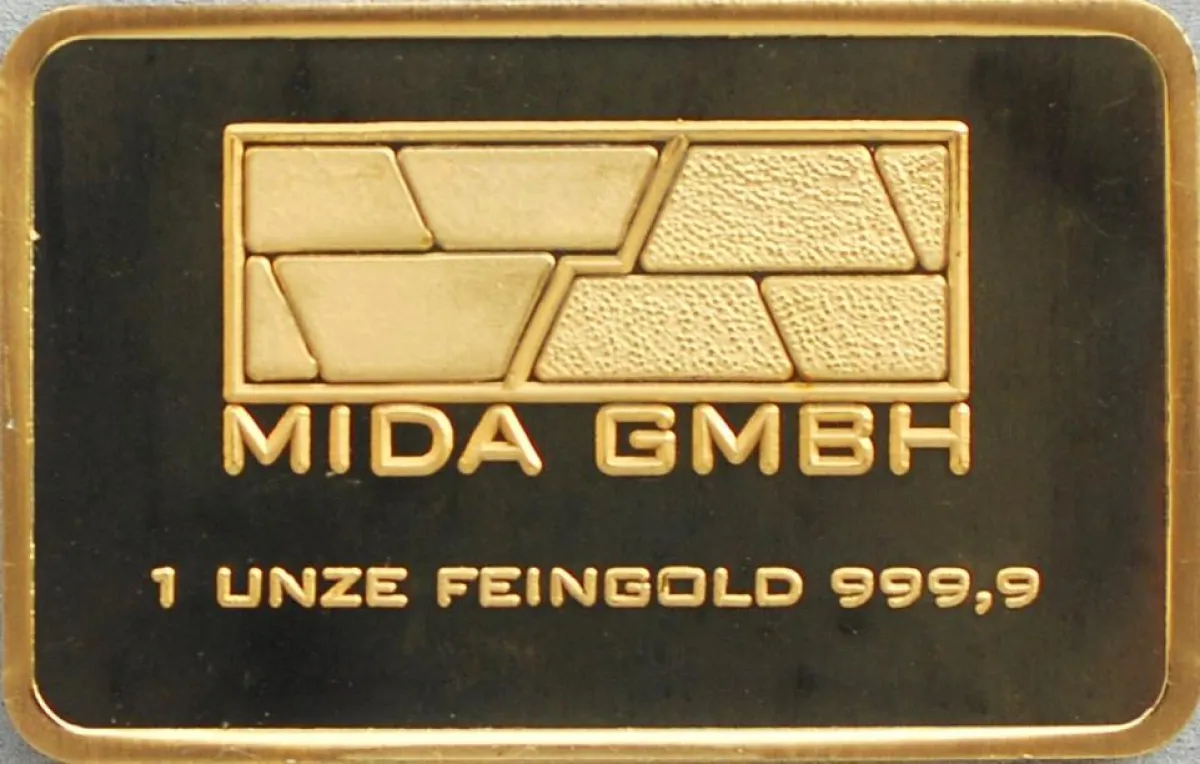 MIDA GMBH
1 UNZE FEINGOLD 999,9